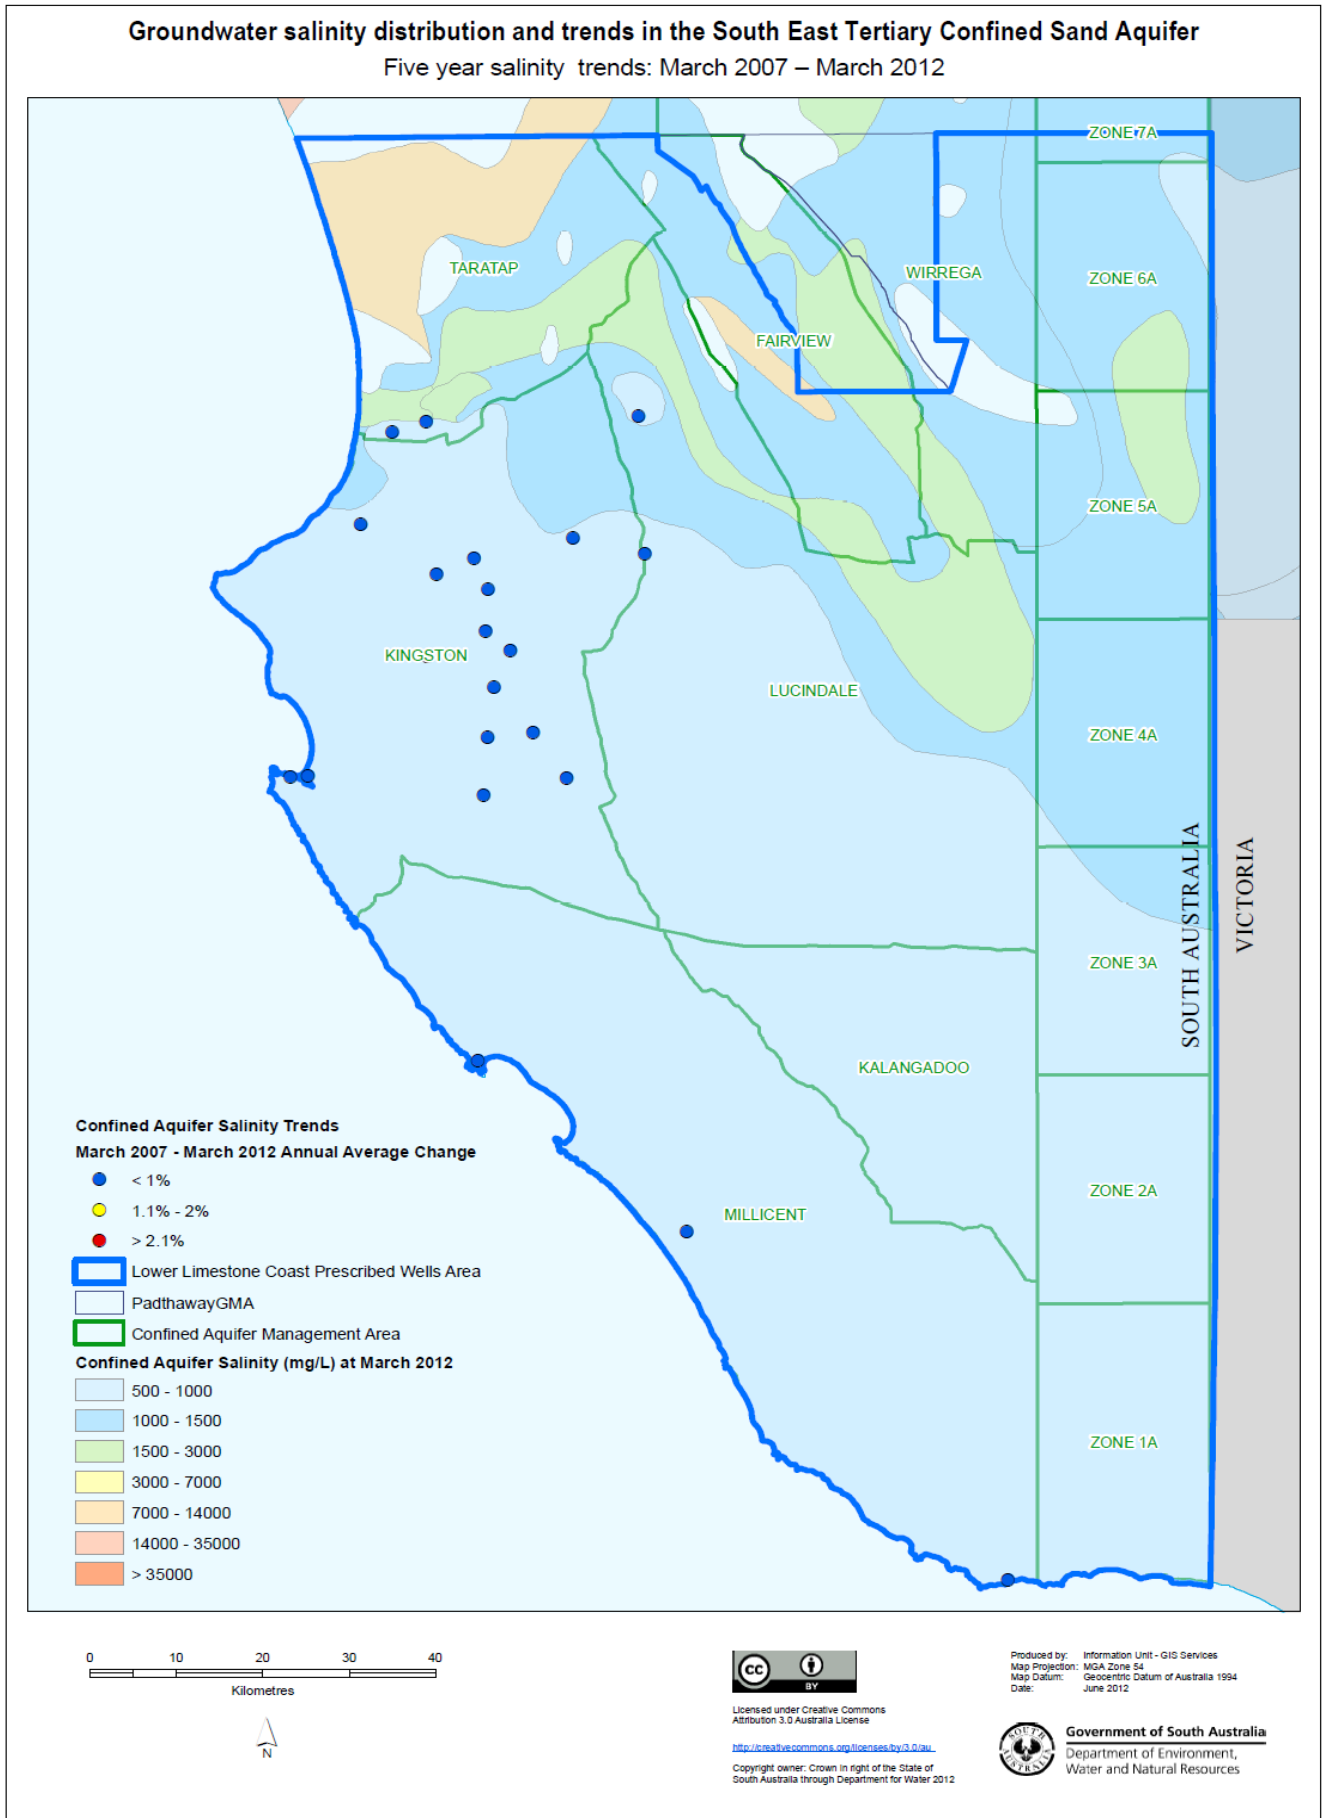 Groundwater salinity distribution and trends in the South East Tertiary Confined Sand Aquifer
Five year salinity trends: March 2007 – March 2012
ZONE 7A
TARATAP
WIRREGA
ZONE 6A
FAIRVIEW
ZONE 5A
KINGSTON
LUCINDALE
ZONE 4A
SOUTH AUSTRALIA
VICTORIA
ZONE 3A
KALANGADOO
ZONE 2A
MILLICENT
ZONE 1A
Confined Aquifer Salinity Trends
March 2007 - March 2012 Annual Average Change
< 1%
1.1% - 2%
> 2.1%
Lower Limestone Coast Prescribed Wells Area
PadthawayGMA
Confined Aquifer Management Area
Confined Aquifer Salinity (mg/L) at March 2012
500 - 1000
1000 - 1500
1500 - 3000
3000 - 7000
7000 - 14000
14000 - 35000
> 35000
0 10 20 30 40
Kilometres
N
cc
BY
Licensed under Creative Commons
Attribution 3.0 Australia License
http://creativecommons.org/licenses/by/3.0/au
Copyright owner: Crown in right of the State of
South Australia through Department for Water 2012
Produced by: Information Unit - GIS Services
Map Projection: MGA Zone 54
Map Datum: Geocentric Datum of Australia 1994
Date: June 2012
SOUTH AUSTRALIA
Government of South Australia
Department of Environment,
Water and Natural Resources